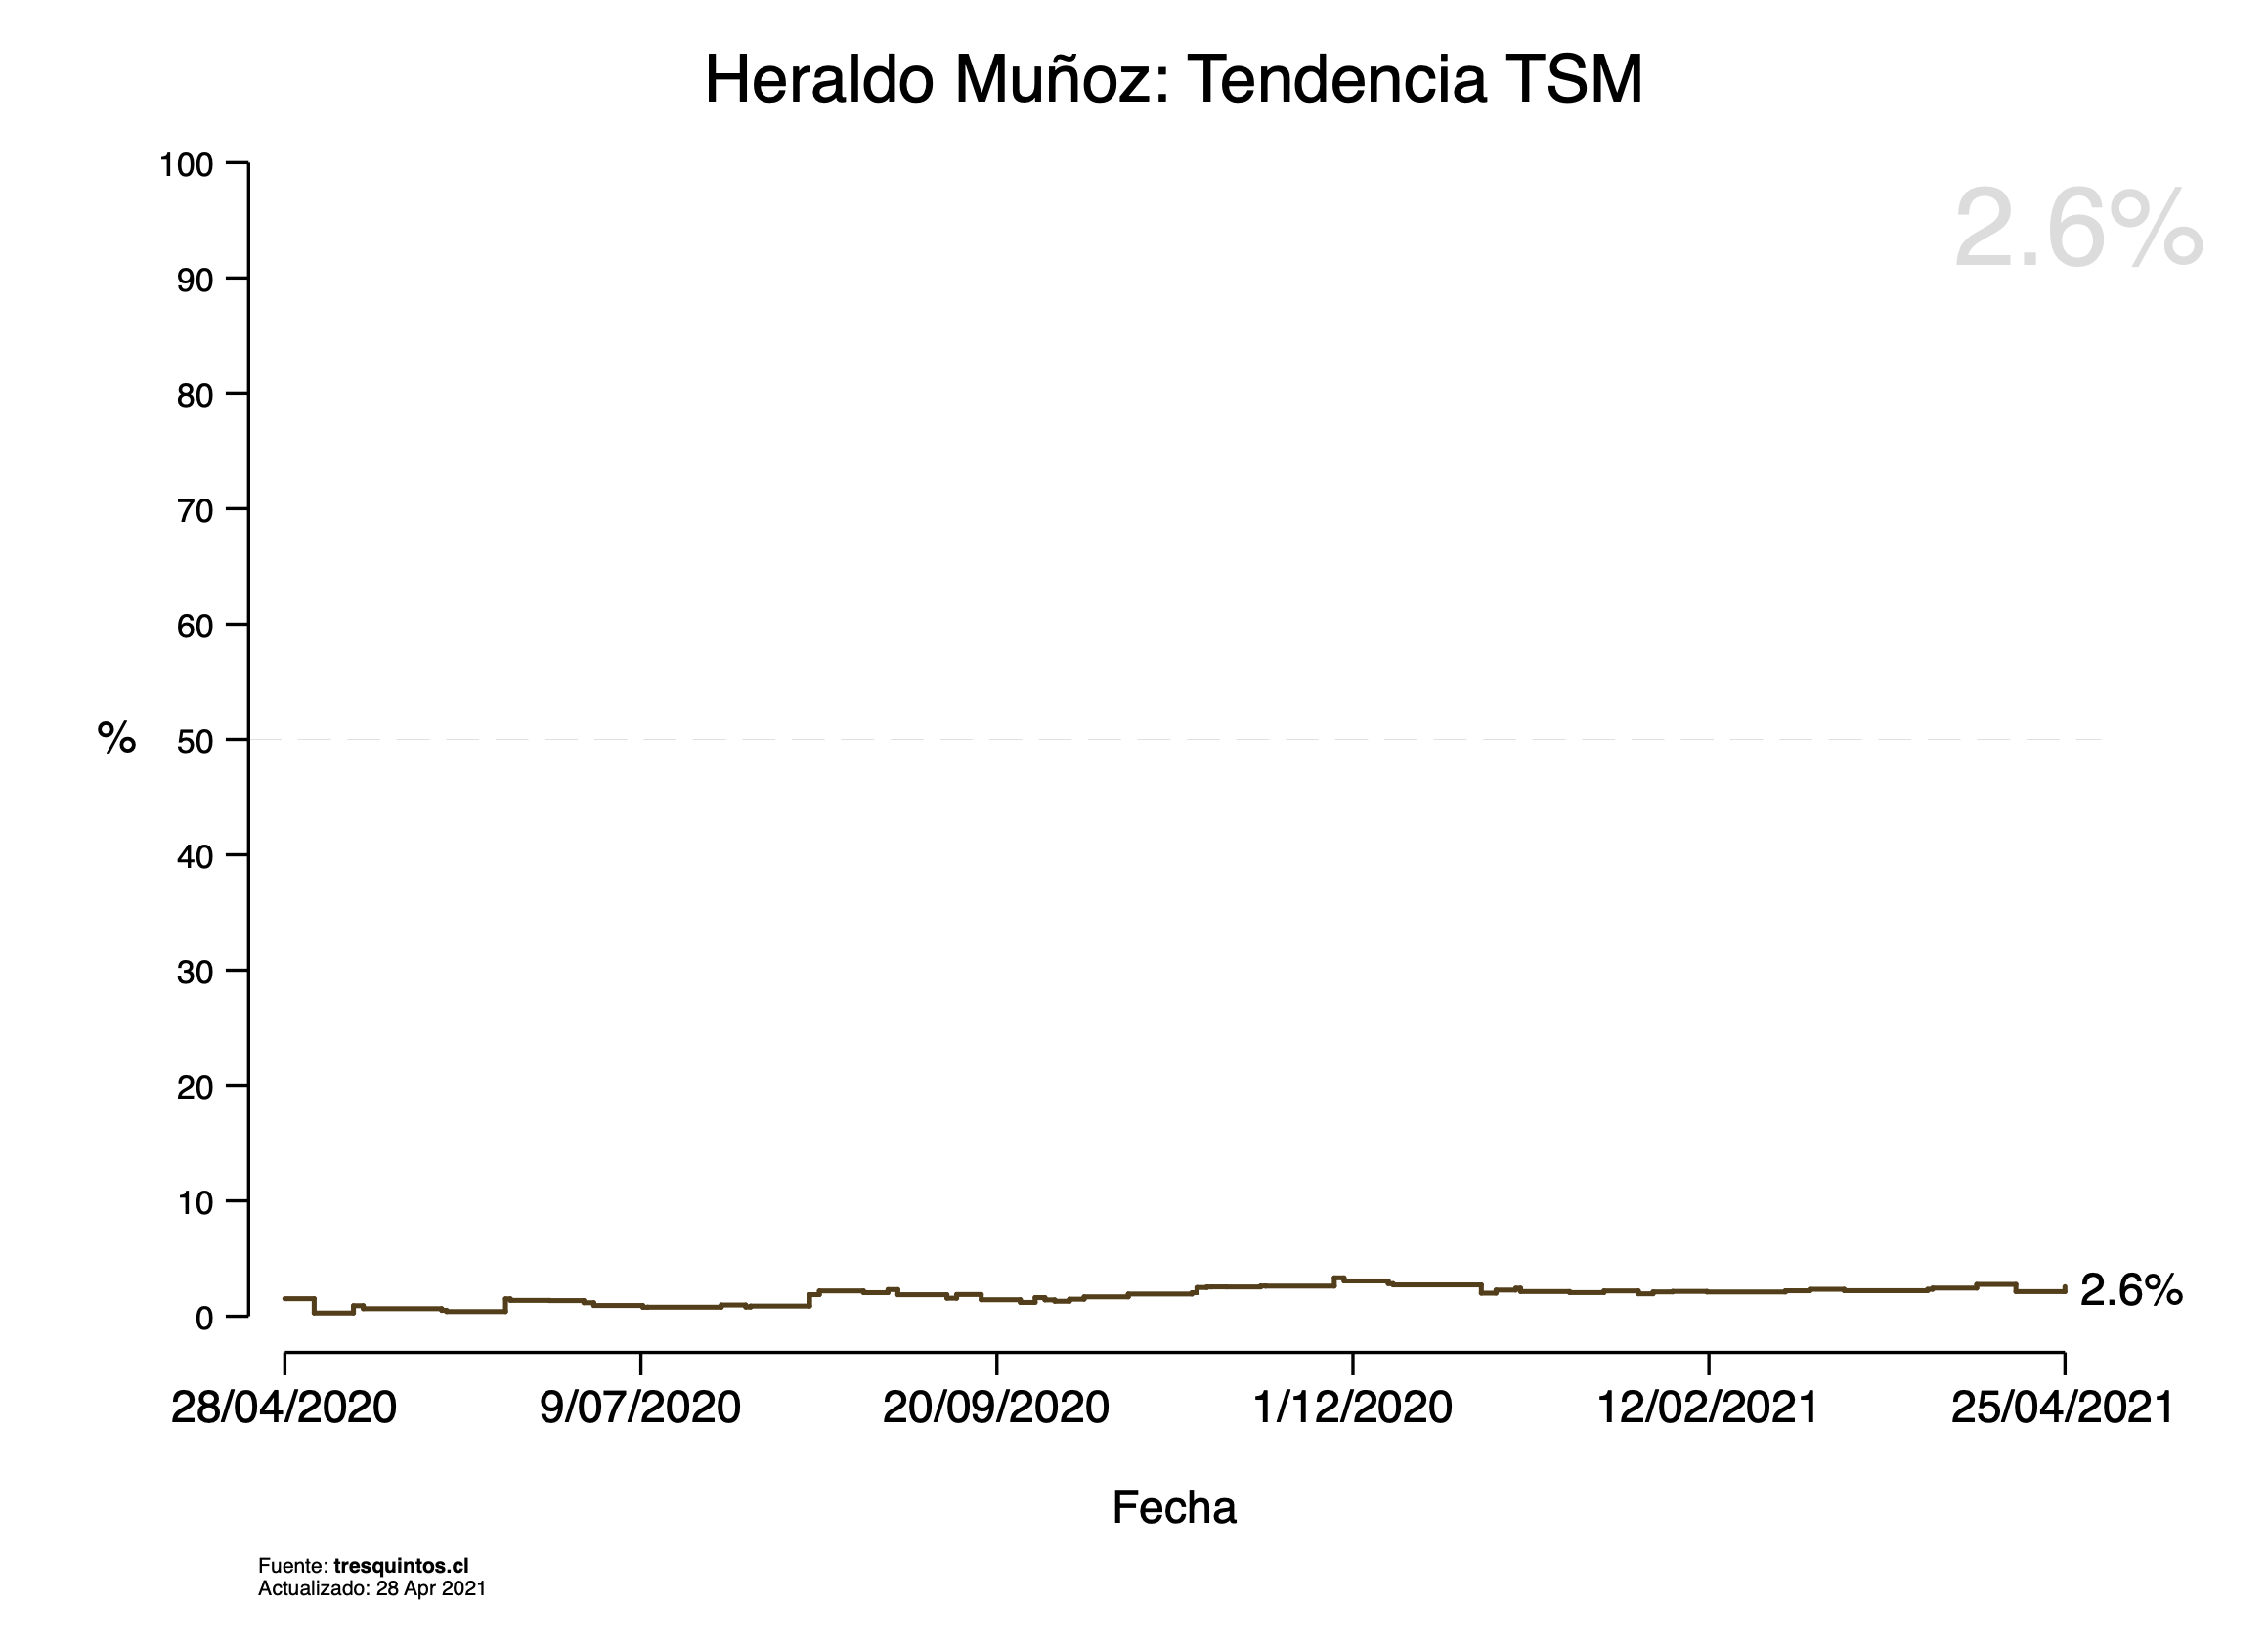 Heraldo Muñoz: Tendencia TSM
2.6%
100
90
80
70
60
50
40
30
20
10
0
%
2.6%
28/04/2020 9/07/2020 20/09/2020 1/12/2020 12/02/2021 25/04/2021
Fecha
Fuente: tresquintos.cl
Actualizado: 28 Apr 2021